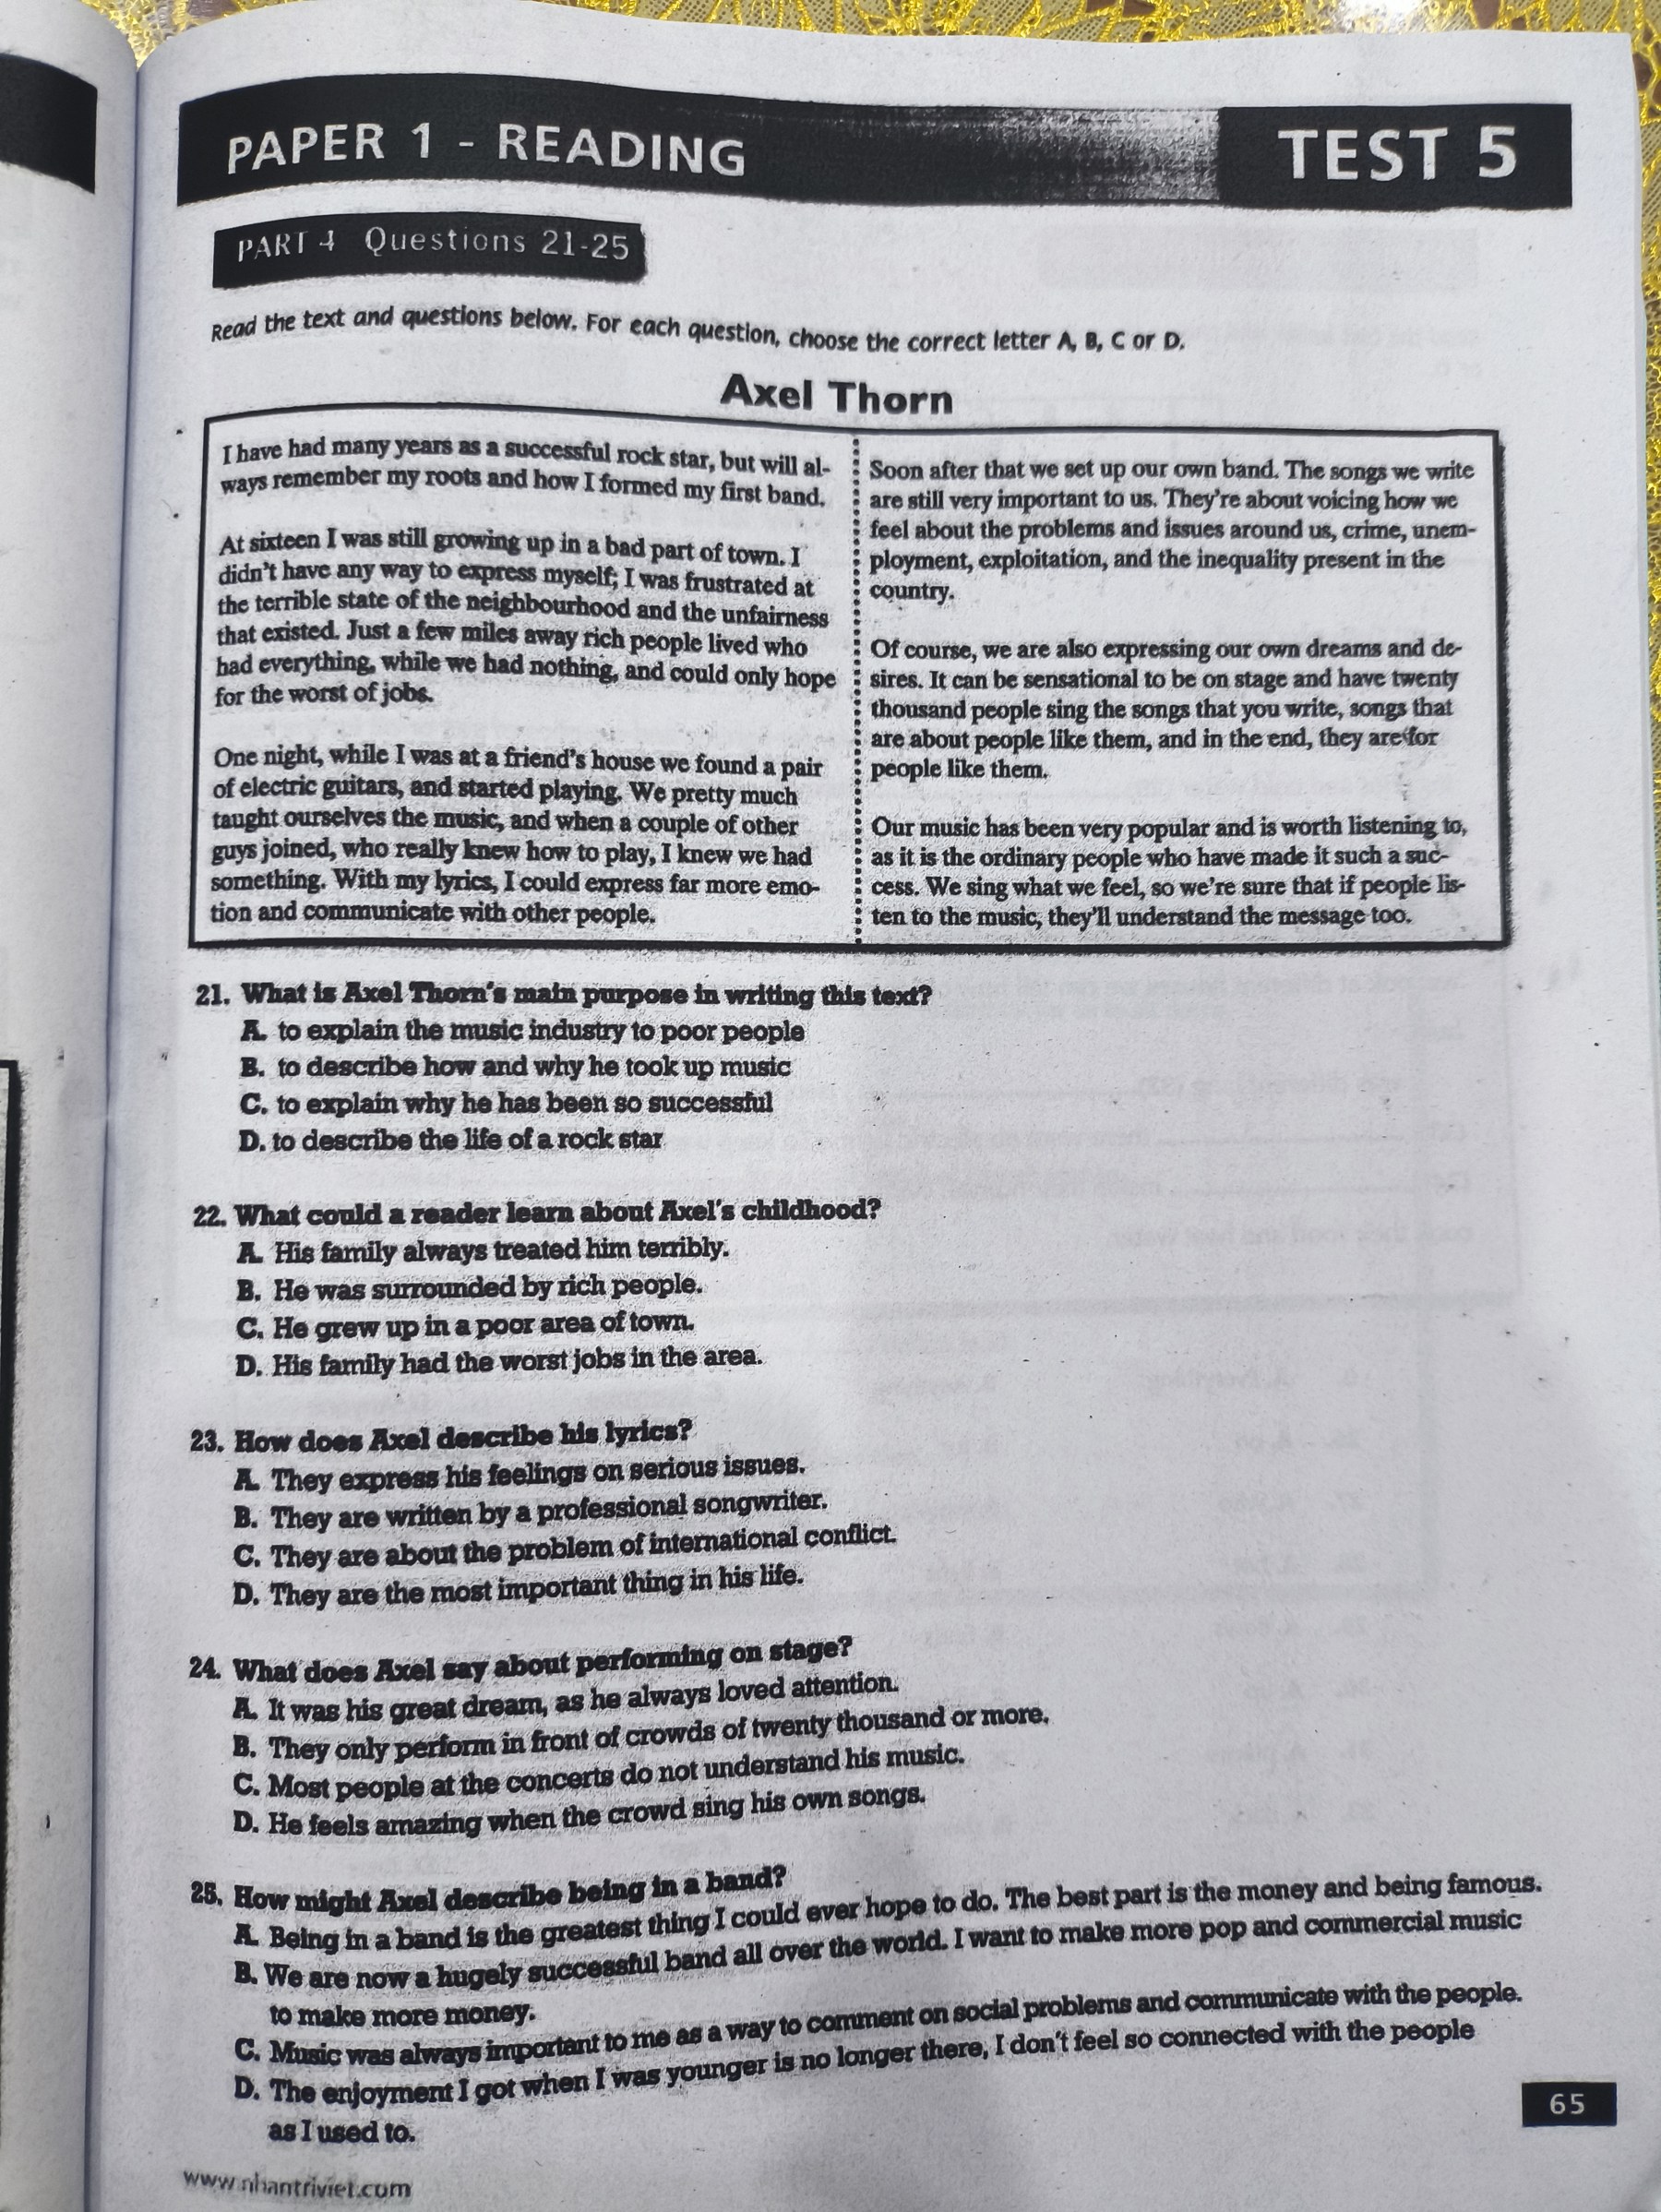 PAPER 1 - READING
TEST 5
PART 4 Questions 21-25
Read the text and questions below. For each question, choose the correct letter A, B, C or D.
Axel Thorn
I have had many years as a successful rock star, but will al-
ways remember my roots and how I formed my first band.
At sixteen I was still growing up in a bad part of town. I
didn't have any way to express myself; I was frustrated at
the terrible state of the neighbourhood and the unfairness
that existed. Just a few miles away rich people lived who
had everything, while we had nothing, and could only hope
for the worst of jobs.
One night, while I was at a friend's house we found a pair
of electric guitars, and started playing. We pretty much
taught ourselves the music, and when a couple of other
guys joined, who really knew how to play, I knew we had
something. With my lyrics, I could express far more emo-
tion and communicate with other people.
Soon after that we set up our own band. The songs we write
are still very important to us. They're about voicing how we
feel about the problems and issues around us, crime, unem-
ployment, exploitation, and the inequality present in the
country.
Of course, we are also expressing our own dreams and de-
sires. It can be sensational to be on stage and have twenty
thousand people sing the songs that you write, songs that
are about people like them, and in the end, they are for
people like them.
Our music has been very popular and is worth listening to,
as it is the ordinary people who have made it such a suc-
cess. We sing what we feel, so we're sure that if people lis-
ten to the music, they'll understand the message too.
21. What is Axel Thorn's main purpose in writing this text?
A. to explain the music industry to poor people
B. to describe how and why he took up music
C. to explain why he has been so successful
D. to describe the life of a rock star
22. What could a reader learn about Axel's childhood?
A. His family always treated him terribly.
B. He was surrounded by rich people.
C. He grew up in a poor area of town.
D. His family had the worst jobs in the area.
23. How does Axel describe his lyrics?
A. They express his feelings on serious issues.
B. They are written by a professional songwriter.
C. They are about the problem of international conflict.
D. They are the most important thing in his life.
24. What does Axel say about performing on stage?
A. It was his great dream, as he always loved attention.
B. They only perform in front of crowds of twenty thousand or more.
C. Most people at the concerts do not understand his music.
D. He feels amazing when the crowd sing his own songs.
25. How might Axel describe being in a band?
A. Being in a band is the greatest thing I could ever hope to do. The best part is the money and being famous.
B. We are now a hugely successful band all over the world. I want to make more pop and commercial music
to make more money.
C. Music was always important to me as a way to comment on social problems and communicate with the people.
D. The enjoyment I got when I was younger is no longer there, I don't feel so connected with the people
as I used to.
65
www.nhantriviet.com